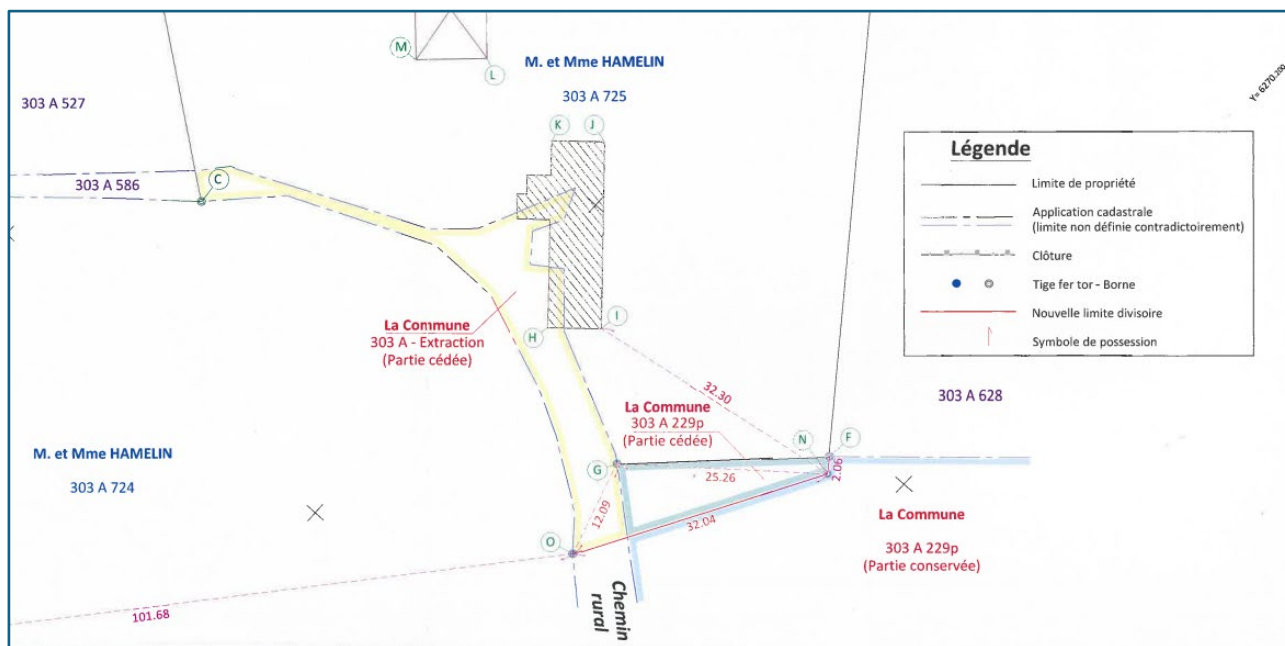 M
L
M. et Mme HAMELIN
303 A 725
Y= 6270.200
303 A 527
K
J
Légende
303 A 586
C
Limite de propriété
Application cadastrale
(limite non définie contradictoirement)
Clôture
Tige fer tor - Borne
Nouvelle limite divisoire
Symbole de possession
La Commune
303 A - Extraction
(Partie cédée)
H
I
32.30
303 A 628
La Commune
303 A 229p
(Partie cédée)
N
F
M. et Mme HAMELIN
303 A 724
G
25.26
2.06
12.09
32.04
La Commune
303 A 229p
(Partie conservée)
O
101.68
Chemin
rural